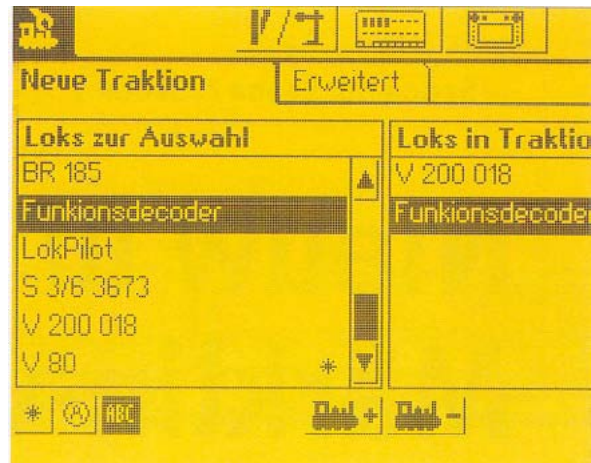 Neue Traktion
Erweitert
Loks zur Auswahl
BR 185
Funkionsdecoder
LokPilot
S 3/6 3673
V 200 018
V 80 *
* A ABC
+ -
Loks in Traktio
V 200 018
Funkionsdecoder